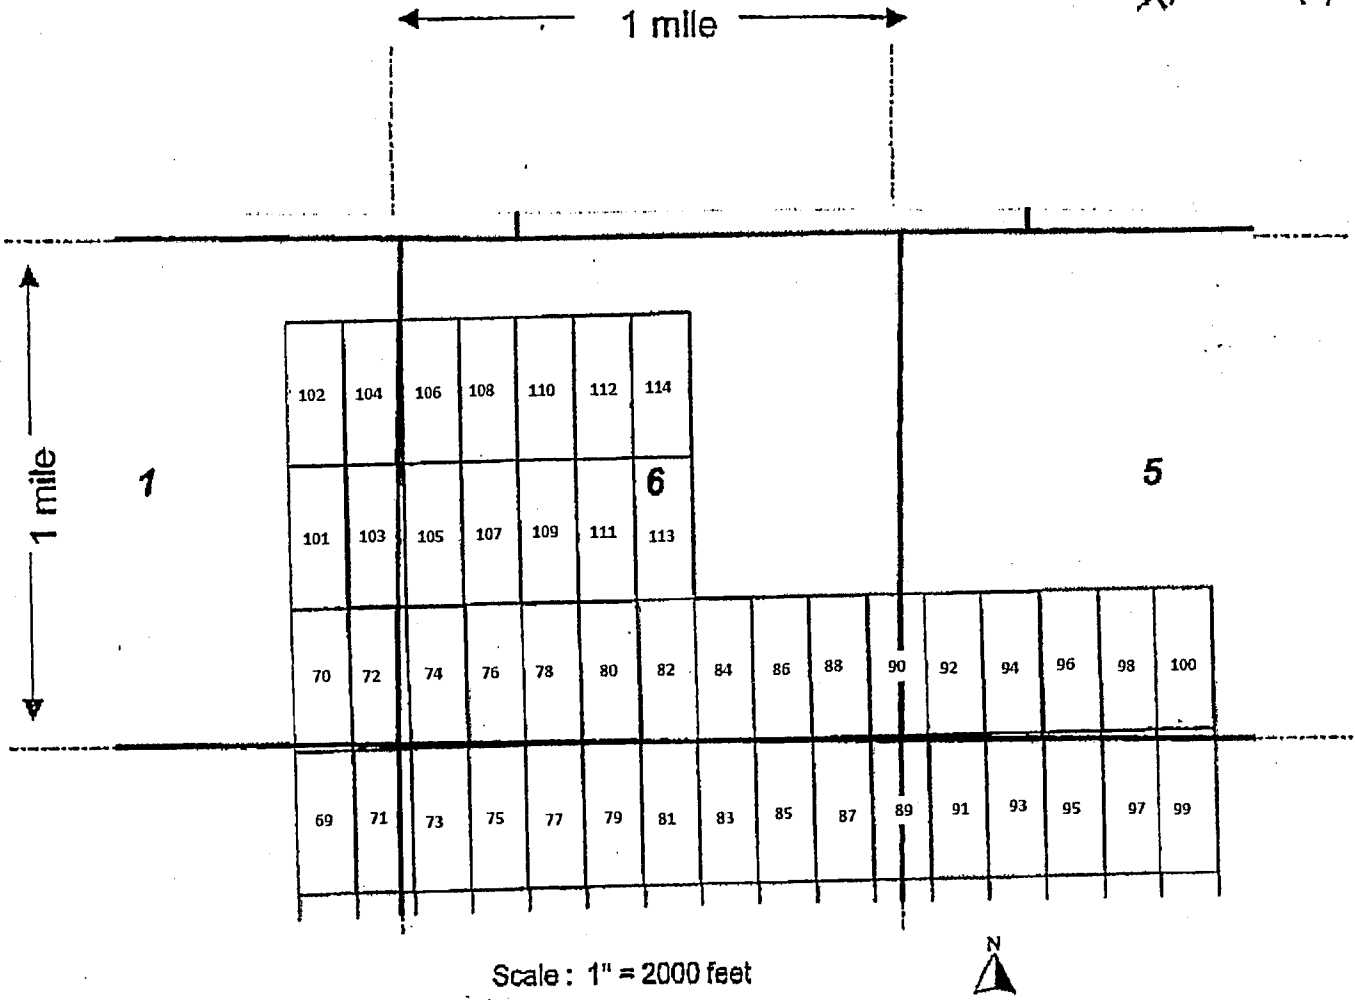 1 mile
102 104 106 108 110 112 114
1 mile
1
6
5
101 103 105 107 109 111 113
70 72 74 76 78 80 82 84 86 88 90 92 94 96 98 100
69 71 73 75 77 79 81 83 85 87 89 91 93 95 97 99
N
Scale : 1" = 2000 feet